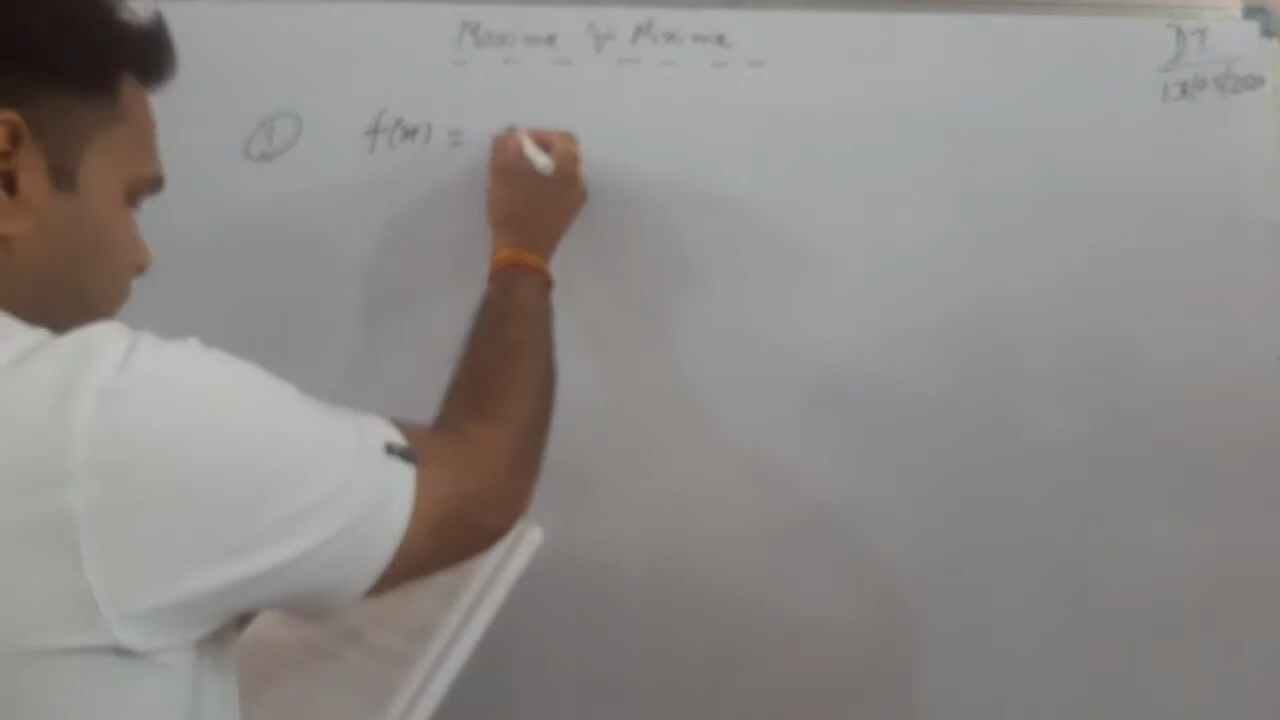 Maxima & Minima
DT
① f(x) =